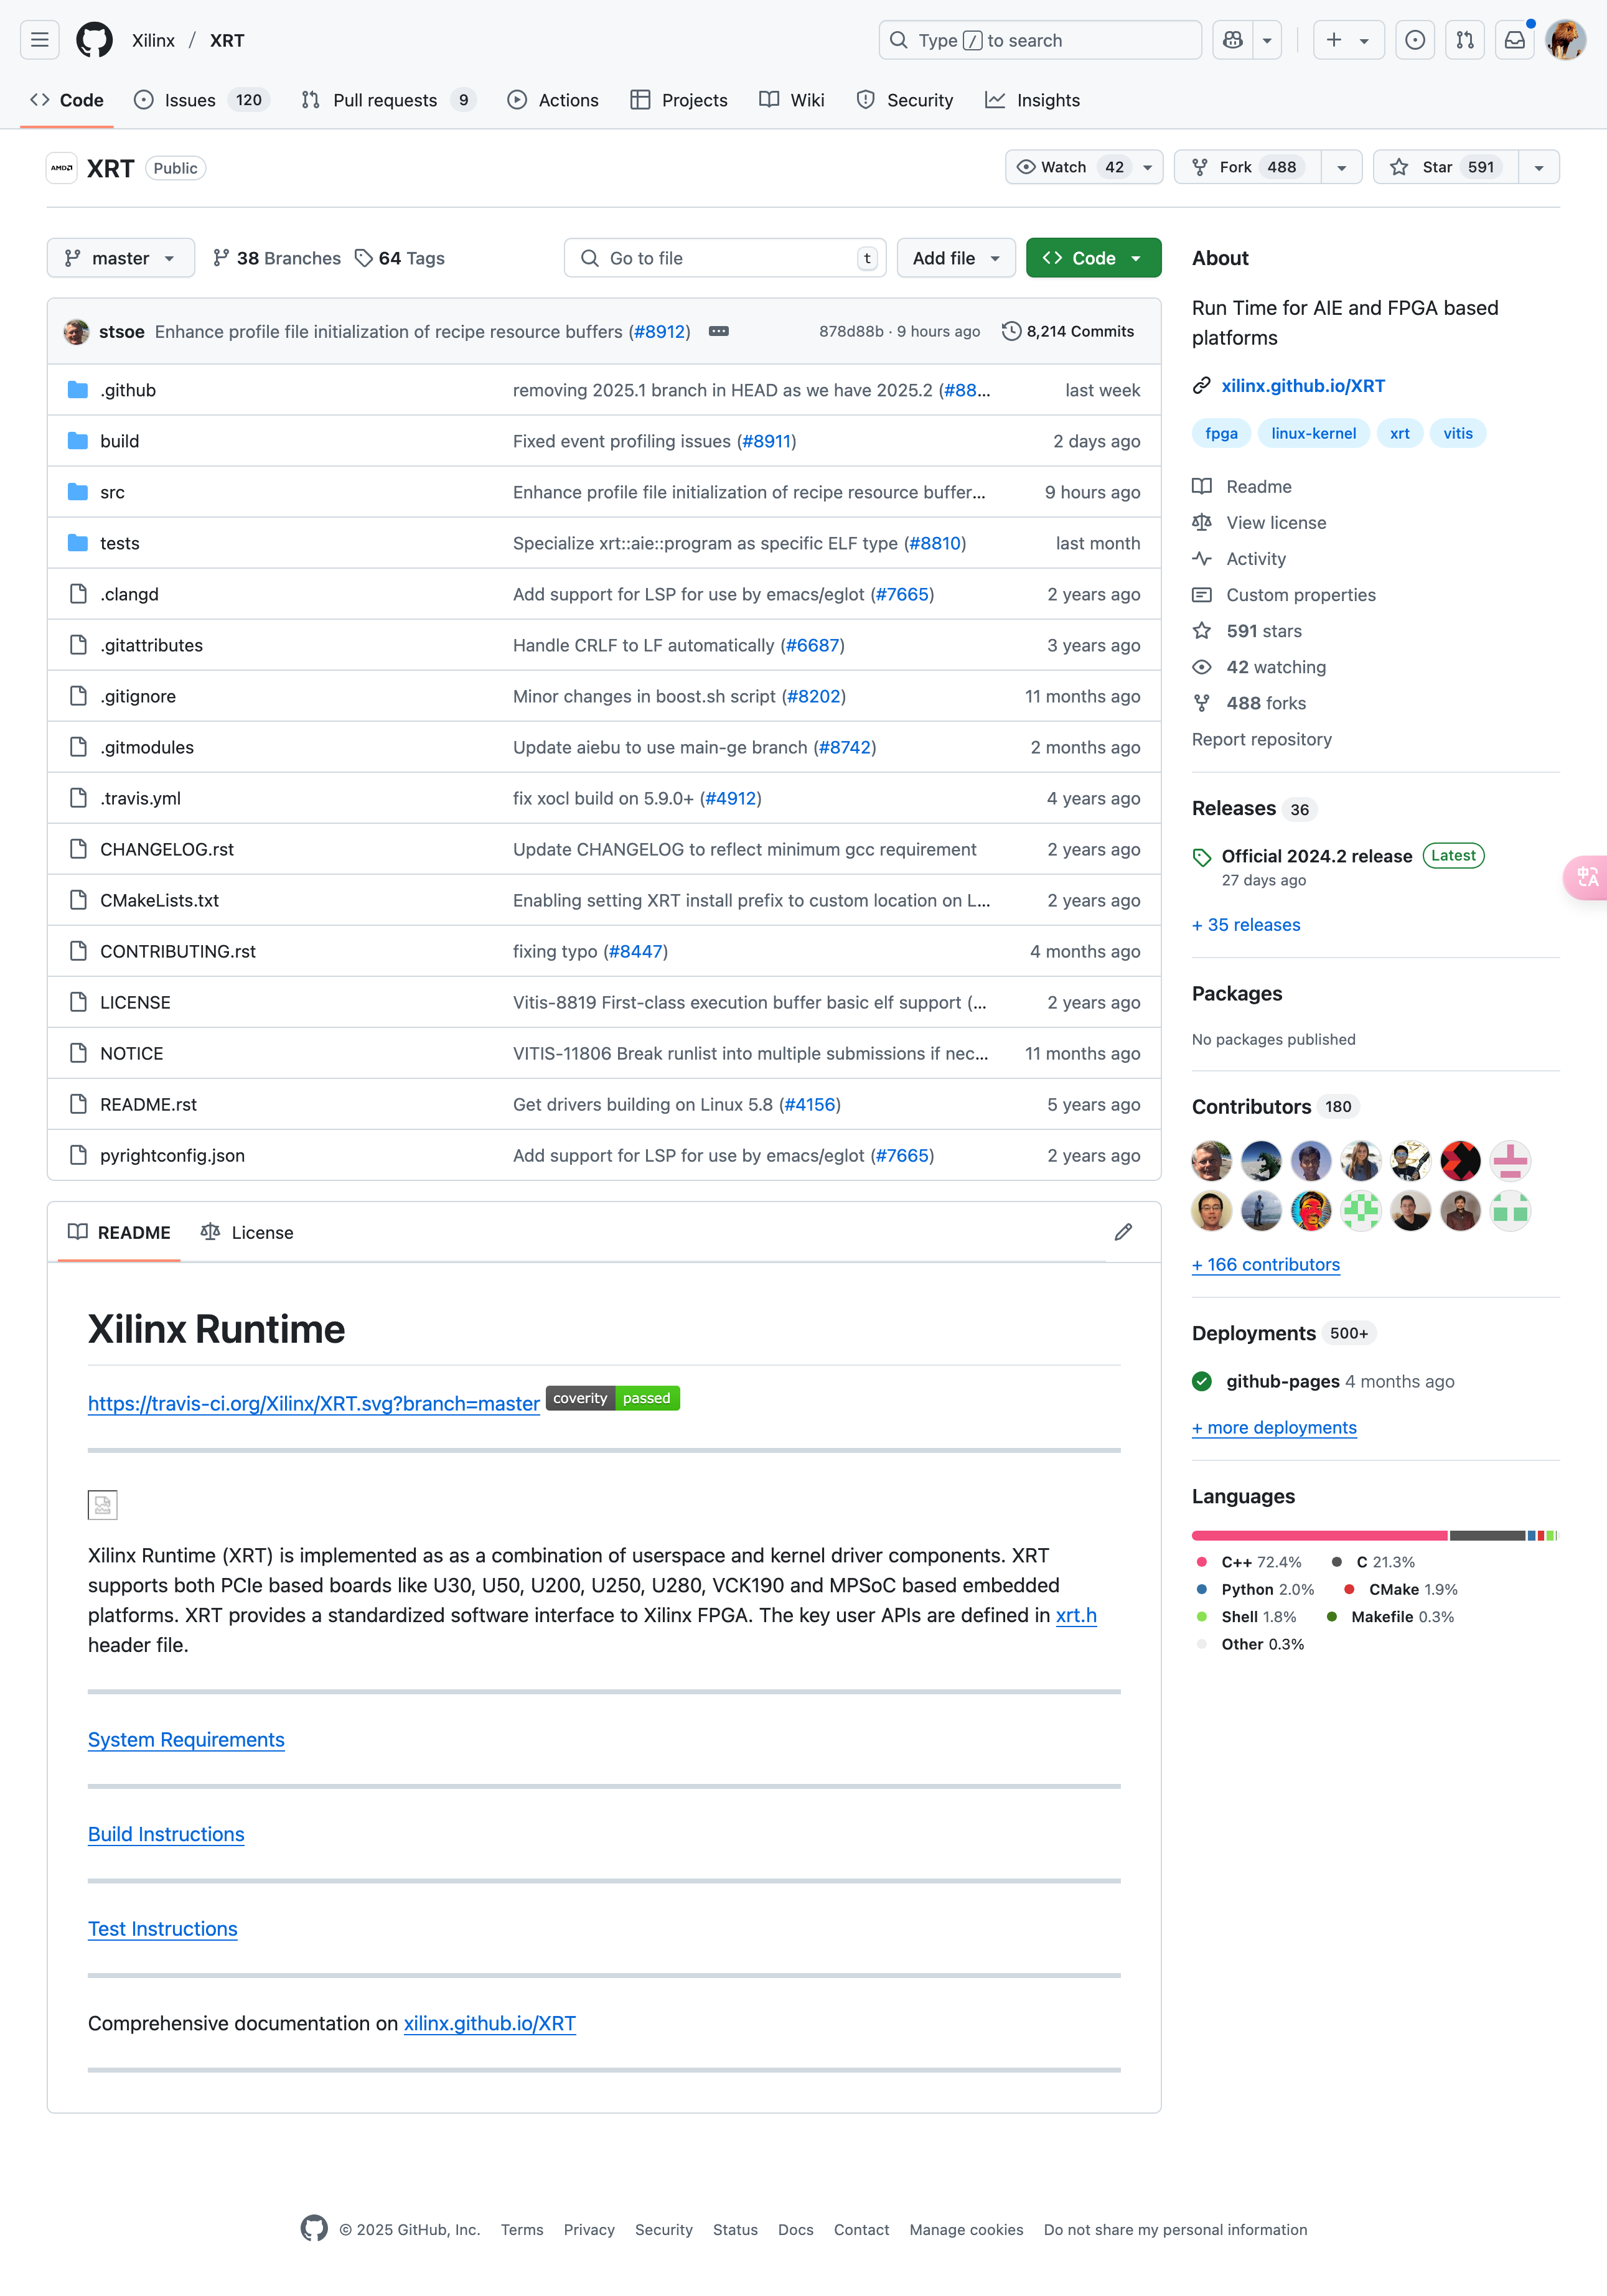 Xilinx / XRT
Type / to search
Code
Issues 120
Pull requests 9
Actions
Projects
Wiki
Security
Insights
AMD XRT Public
Watch 42
Fork 488
Star 591
master
38 Branches
64 Tags
Go to file t
Add file
Code
stsoe Enhance profile file initialization of recipe resource buffers (#8912) 878d88b · 9 hours ago 8,214 Commits
.github removing 2025.1 branch in HEAD as we have 2025.2 (#88... last week
build Fixed event profiling issues (#8911) 2 days ago
src Enhance profile file initialization of recipe resource buffer... 9 hours ago
tests Specialize xrt::aie::program as specific ELF type (#8810) last month
.clangd Add support for LSP for use by emacs/eglot (#7665) 2 years ago
.gitattributes Handle CRLF to LF automatically (#6687) 3 years ago
.gitignore Minor changes in boost.sh script (#8202) 11 months ago
.gitmodules Update aiebu to use main-ge branch (#8742) 2 months ago
.travis.yml fix xocl build on 5.9.0+ (#4912) 4 years ago
CHANGELOG.rst Update CHANGELOG to reflect minimum gcc requirement 2 years ago
CMakeLists.txt Enabling setting XRT install prefix to custom location on L... 2 years ago
CONTRIBUTING.rst fixing typo (#8447) 4 months ago
LICENSE Vitis-8819 First-class execution buffer basic elf support (... 2 years ago
NOTICE VITIS-11806 Break runlist into multiple submissions if nec... 11 months ago
README.rst Get drivers building on Linux 5.8 (#4156) 5 years ago
pyrightconfig.json Add support for LSP for use by emacs/eglot (#7665) 2 years ago
README
License
Xilinx Runtime
https://travis-ci.org/Xilinx/XRT.svg?branch=master coverity passed
Xilinx Runtime (XRT) is implemented as as a combination of userspace and kernel driver components. XRT
supports both PCIe based boards like U30, U50, U200, U250, U280, VCK190 and MPSoC based embedded
platforms. XRT provides a standardized software interface to Xilinx FPGA. The key user APIs are defined in xrt.h
header file.
System Requirements
Build Instructions
Test Instructions
Comprehensive documentation on xilinx.github.io/XRT
About
Run Time for AIE and FPGA based
platforms
xilinx.github.io/XRT
fpga linux-kernel xrt vitis
Readme
View license
Activity
Custom properties
591 stars
42 watching
488 forks
Report repository
Releases 36
Official 2024.2 release Latest
27 days ago
+ 35 releases
Packages
No packages published
Contributors 180
+ 166 contributors
Deployments 500+
github-pages 4 months ago
+ more deployments
Languages
C++ 72.4% C 21.3%
Python 2.0% CMake 1.9%
Shell 1.8% Makefile 0.3%
Other 0.3%
中A
© 2025 GitHub, Inc. Terms Privacy Security Status Docs Contact Manage cookies Do not share my personal information